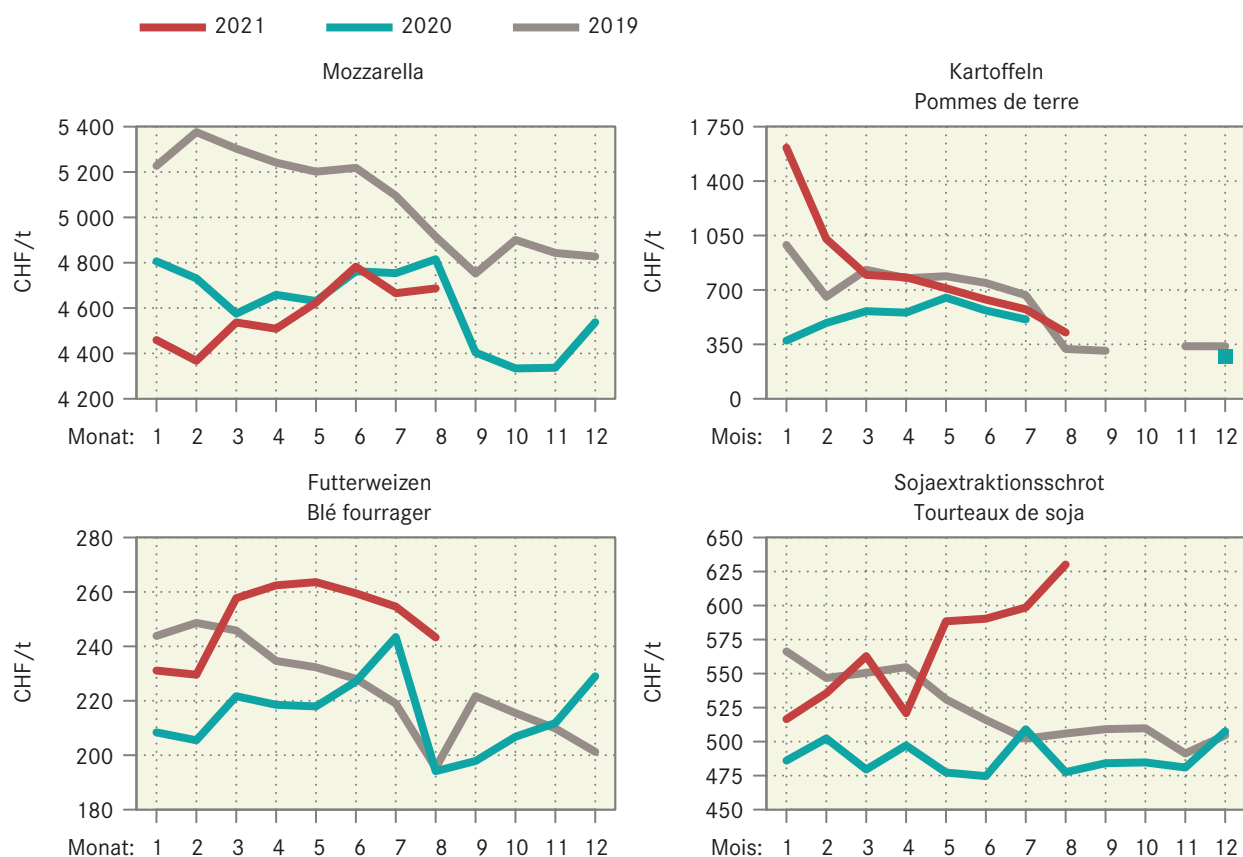 2021 2020 2019
Mozzarella
CHF/t
5 400
5 200
5 000
4 800
4 600
4 400
4 200
Monat: 1 2 3 4 5 6 7 8 9 10 11 12
Kartoffeln
Pommes de terre
CHF/t
1 750
1 400
1 050
700
350
0
Mois: 1 2 3 4 5 6 7 8 9 10 11 12
Futterweizen
Blé fourrager
CHF/t
280
260
240
220
200
180
Monat: 1 2 3 4 5 6 7 8 9 10 11 12
Sojaextraktionsschrot
Tourteaux de soja
CHF/t
650
625
600
575
550
525
500
475
450
Mois: 1 2 3 4 5 6 7 8 9 10 11 12